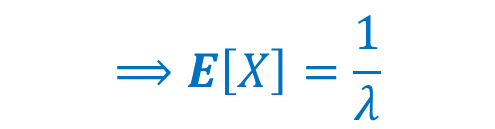 ⟹ E[X] = 1/λ